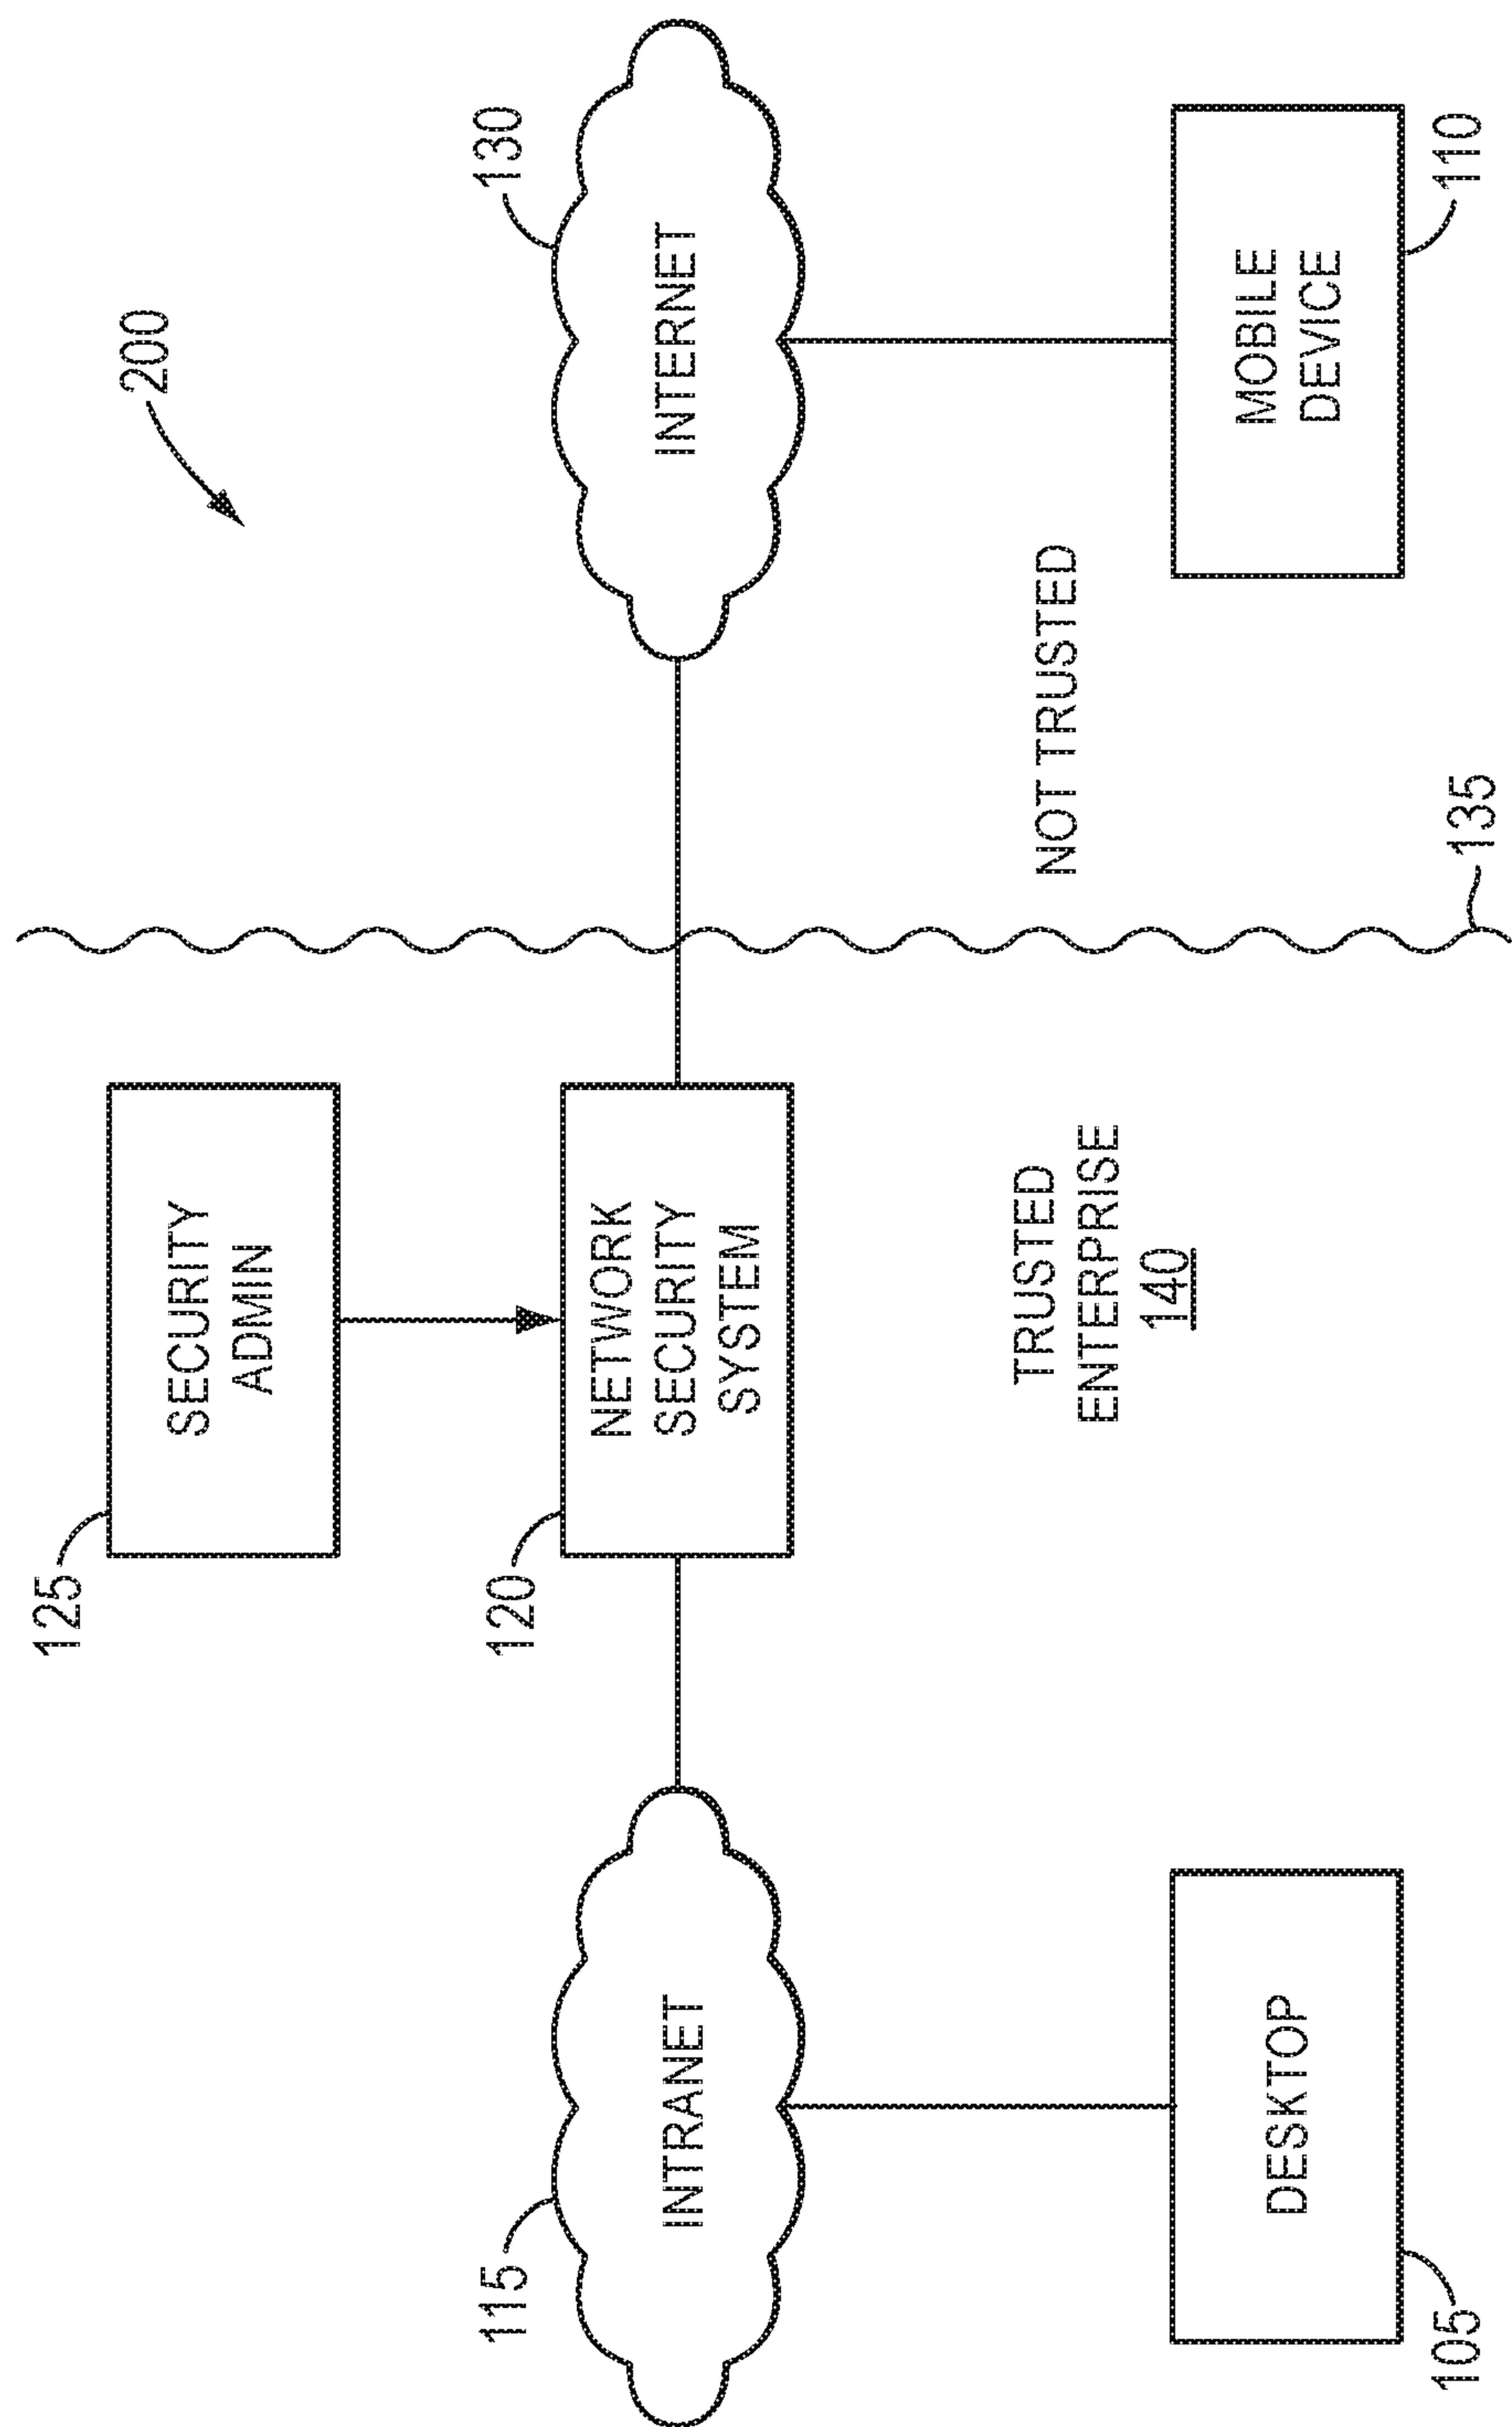 200
125
SECURITY
ADMIN
115
INTRANET
120
NETWORK
SECURITY
SYSTEM
130
INTERNET
TRUSTED
ENTERPRISE
140
NOT TRUSTED
DESKTOP
105
MOBILE
DEVICE
110
135